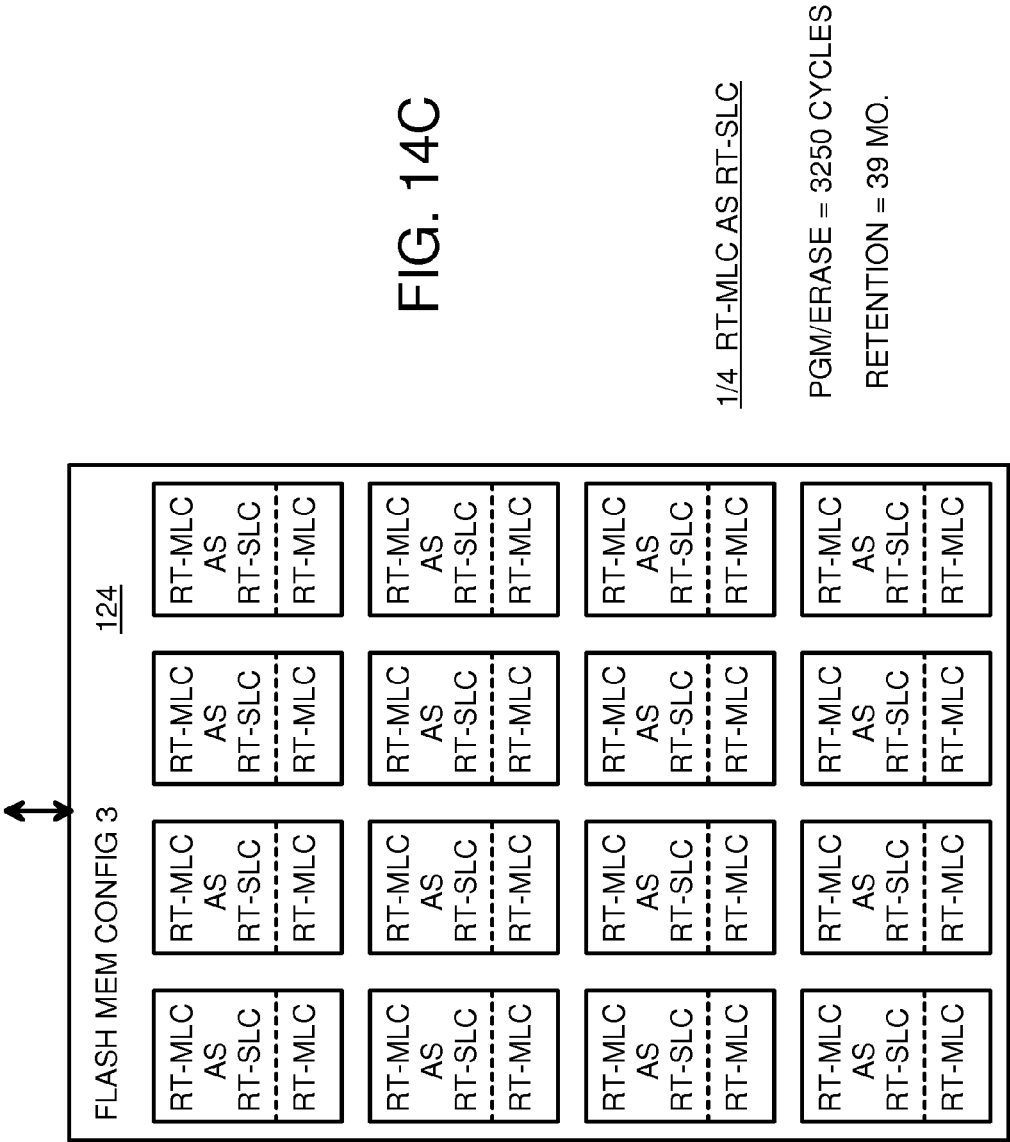 FLASH MEM CONFIG 3
124
RT-MLC
AS
RT-SLC
RT-MLC
RT-MLC
AS
RT-SLC
RT-MLC
RT-MLC
AS
RT-SLC
RT-MLC
RT-MLC
AS
RT-SLC
RT-MLC
RT-MLC
AS
RT-SLC
RT-MLC
RT-MLC
AS
RT-SLC
RT-MLC
RT-MLC
AS
RT-SLC
RT-MLC
RT-MLC
AS
RT-SLC
RT-MLC
RT-MLC
AS
RT-SLC
RT-MLC
RT-MLC
AS
RT-SLC
RT-MLC
RT-MLC
AS
RT-SLC
RT-MLC
RT-MLC
AS
RT-SLC
RT-MLC
RT-MLC
AS
RT-SLC
RT-MLC
RT-MLC
AS
RT-SLC
RT-MLC
RT-MLC
AS
RT-SLC
RT-MLC
RT-MLC
AS
RT-SLC
RT-MLC
FIG. 14C
1/4 RT-MLC AS RT-SLC
PGM/ERASE = 3250 CYCLES
RETENTION = 39 MO.